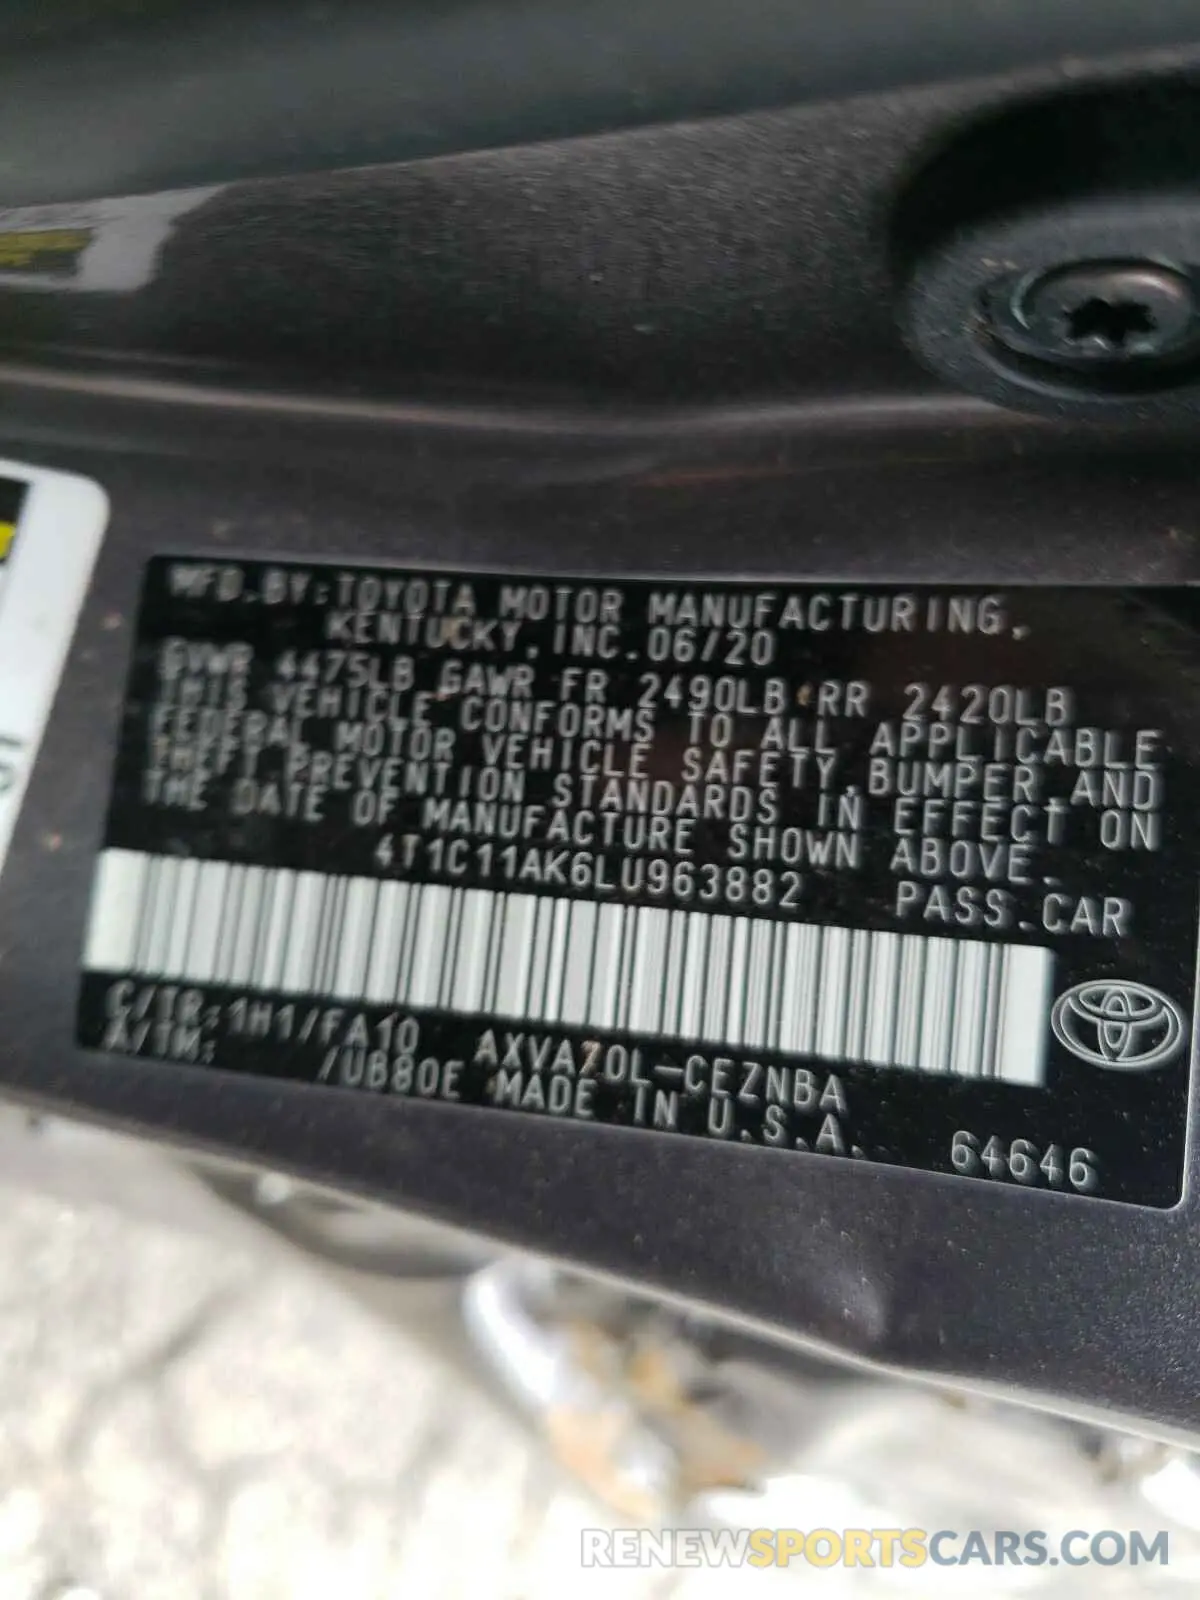 MFD.BY:TOYOTA MOTOR MANUFACTURING,
KENTUCKY,INC.06/20
GVWR 4475LB GAWR FR 2490LB RR 2420LB
THIS VEHICLE CONFORMS TO ALL APPLICABLE
FEDERAL MOTOR VEHICLE SAFETY,BUMPER,AND
THEFT PREVENTION STANDARDS IN EFFECT ON
THE DATE OF MANUFACTURE SHOWN ABOVE.
4T1C11AK6LU963882 PASS.CAR
C/TR:1H1/FA10 AXVA70L-CEZNBA
A/TM: /UB80E MADE IN U.S.A. 64646
RENEWSPORTSCARS.COM